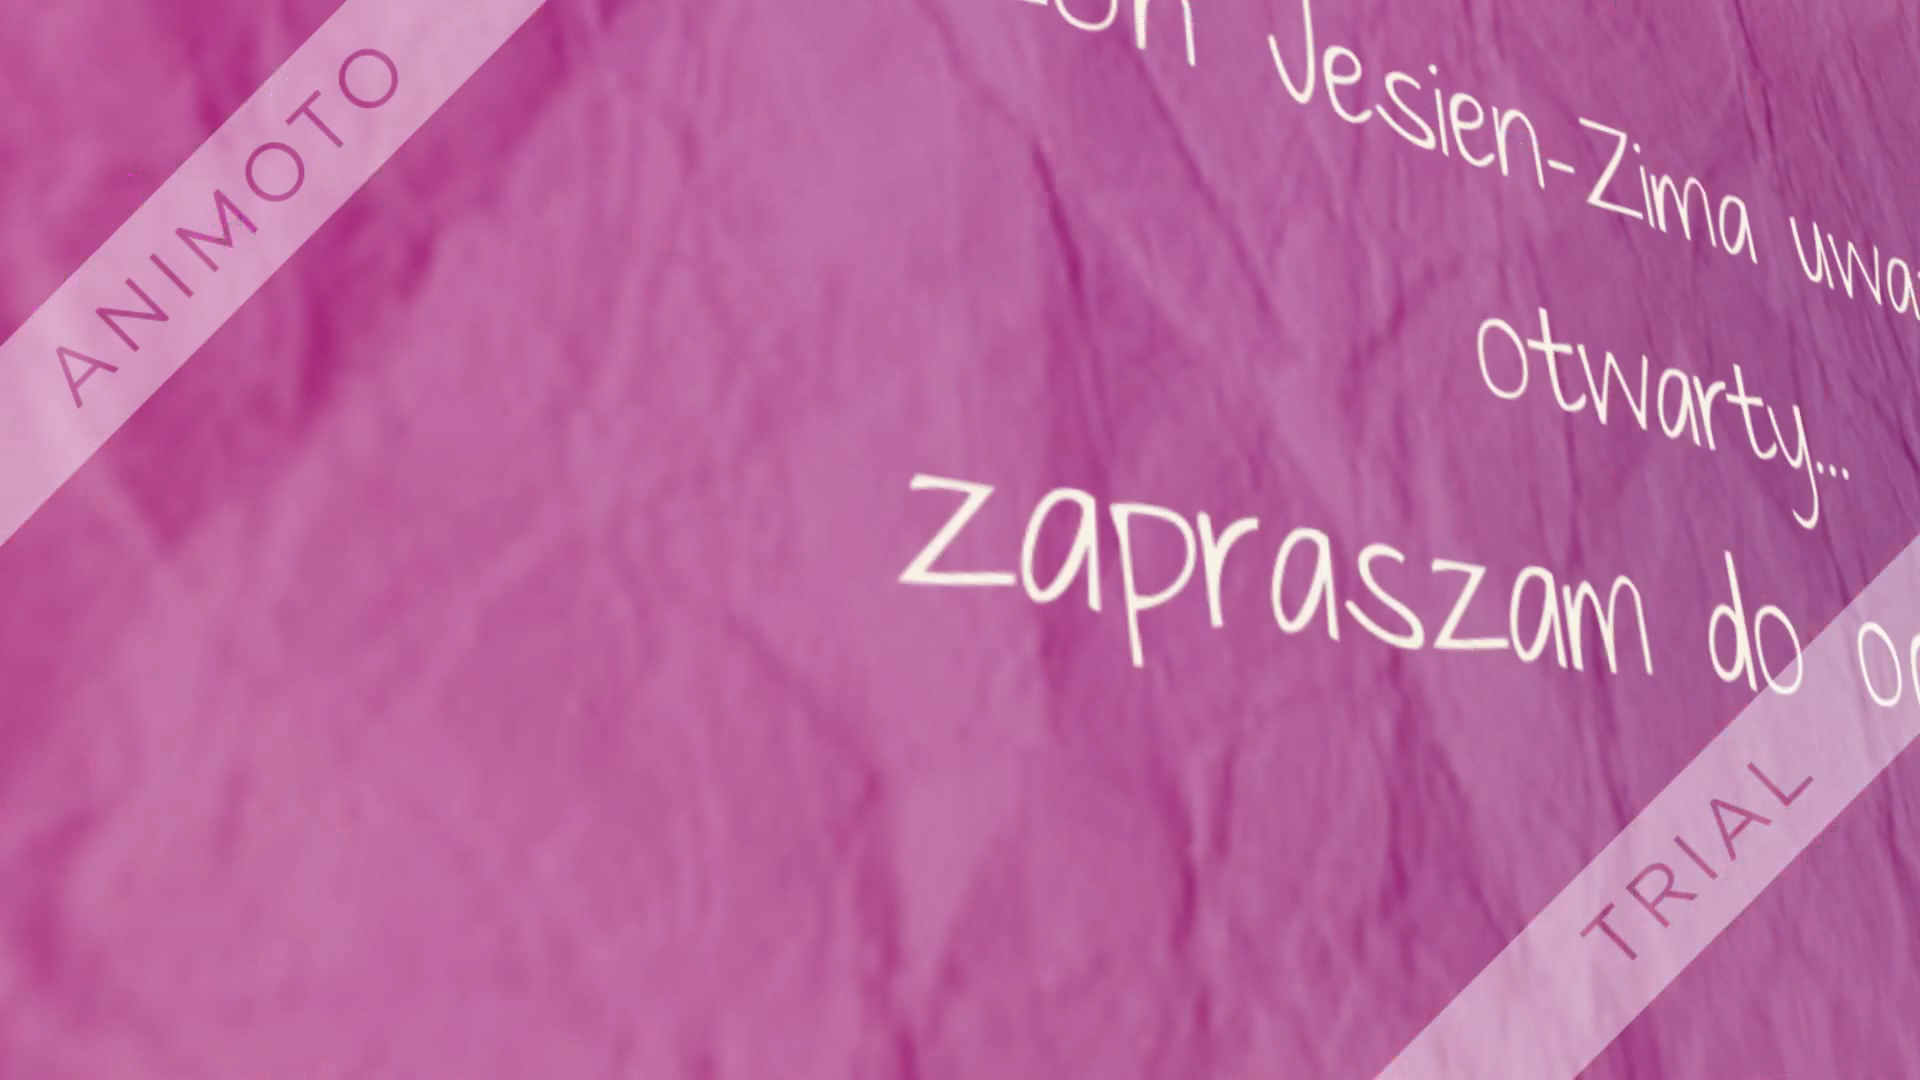 ANIMOTO
Jesien-Zima
otwarty...
zapraszam do
TRIAL